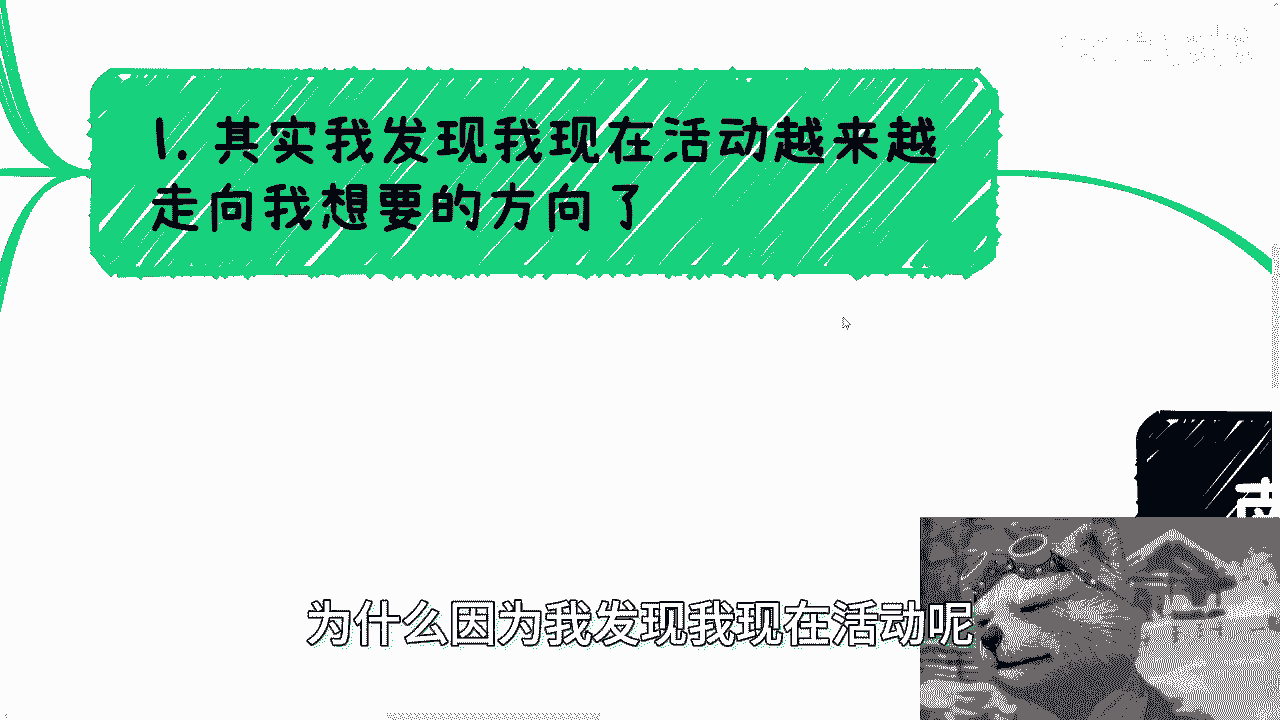 1. 其实我发现我现在活动越来越
走向我想要的方向了
为什么因为我发现我现在活动呢